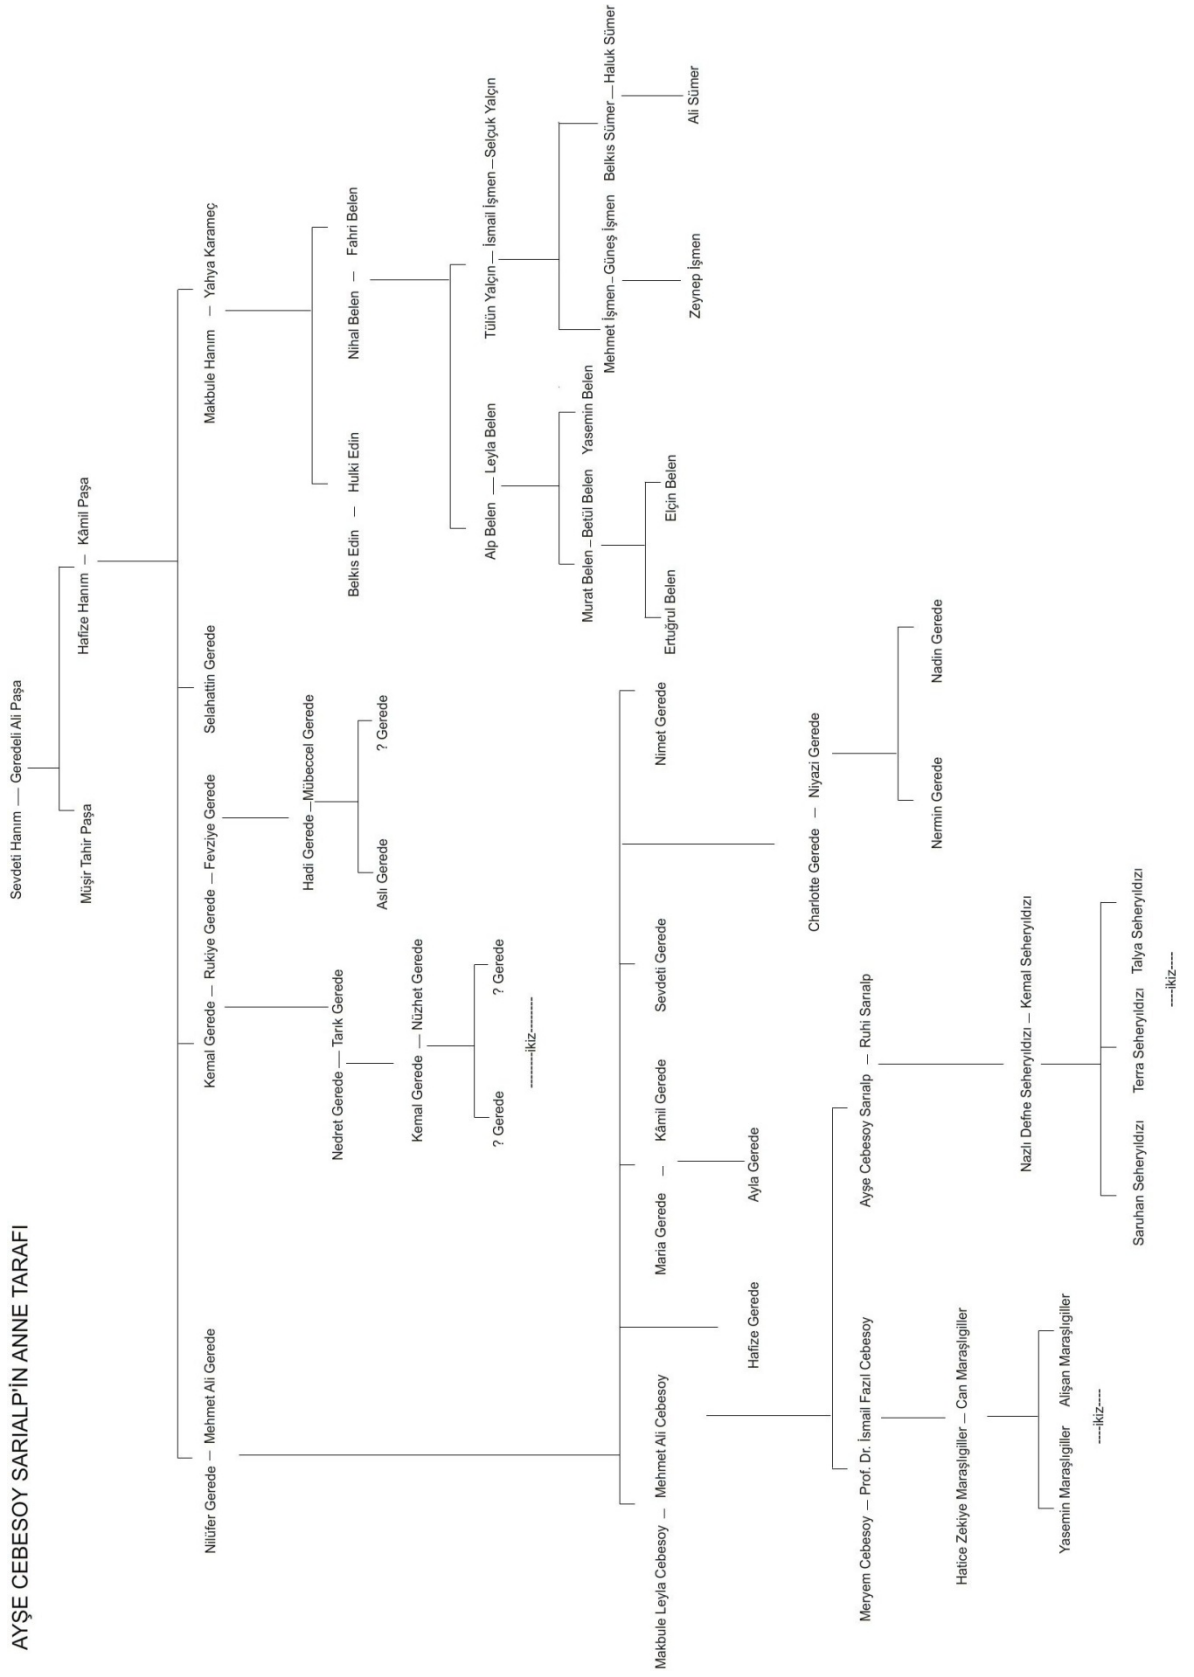 AYŞE CEBESOY SARIALP'İN ANNE TARAFI
Sevdeti Hanım — Geredeli Ali Paşa
Müşir Tahir Paşa
Hafize Hanım — Kâmil Paşa
Nilüfer Gerede — Mehmet Ali Gerede
Kemal Gerede — Rukiye Gerede — Fevziye Gerede
Selahattin Gerede
Makbule Hanım — Yahya Karameç
Nedret Gerede — Tarık Gerede
Hadi Gerede — Mübeccel Gerede
Belkıs Edin — Hulki Edin
Nihal Belen — Fahri Belen
Kemal Gerede — Nüzhet Gerede
Aslı Gerede
? Gerede
? Gerede
? Gerede
--------ikiz---------
Alp Belen — Leyla Belen
Tülün Yalçın — İsmail İşmen — Selçuk Yalçın
Murat Belen — Betül Belen
Yasemin Belen
Mehmet İşmen — Güneş İşmen
Belkıs Sümer — Haluk Sümer
Ertuğrul Belen
Elçin Belen
Zeynep İşmen
Ali Sümer
Makbule Leyla Cebesoy — Mehmet Ali Cebesoy
Maria Gerede — Kâmil Gerede
Sevdeti Gerede
Nimet Gerede
Hafize Gerede
Ayla Gerede
Charlotte Gerede — Niyazi Gerede
Meryem Cebesoy — Prof. Dr. İsmail Fazıl Cebesoy
Ayşe Cebesoy Sarıalp — Ruhi Sarıalp
Nermin Gerede
Nadin Gerede
Hatice Zekiye Maraşlıgiller — Can Maraşlıgiller
Nazlı Defne Seheryıldızı — Kemal Seheryıldızı
Yasemin Maraşlıgiller
Alişan Maraşlıgiller
----ikiz----
Saruhan Seheryıldızı
Terra Seheryıldızı
Talya Seheryıldızı
----ikiz----